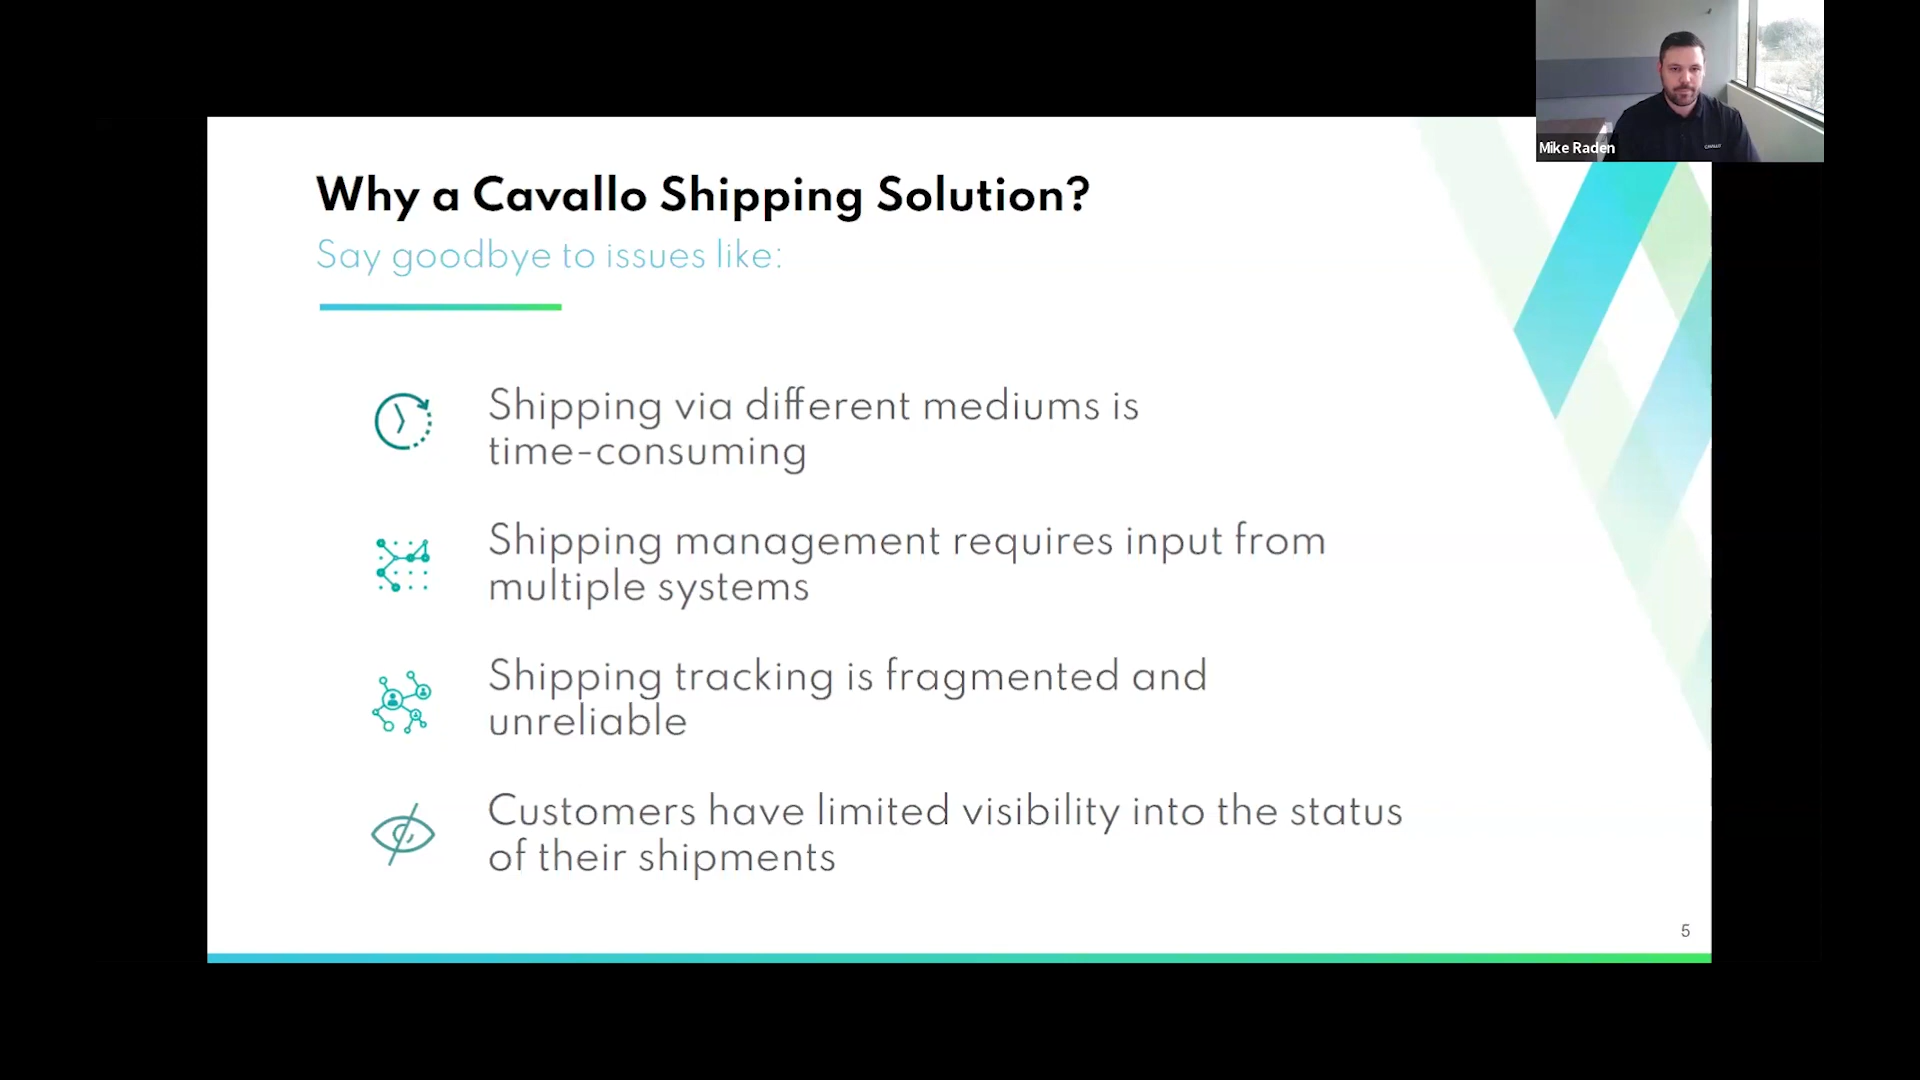 Mike Raden
Why a Cavallo Shipping Solution?
Say goodbye to issues like:
Shipping via different mediums is
time-consuming
Shipping management requires input from
multiple systems
Shipping tracking is fragmented and
unreliable
Customers have limited visibility into the status
of their shipments
5